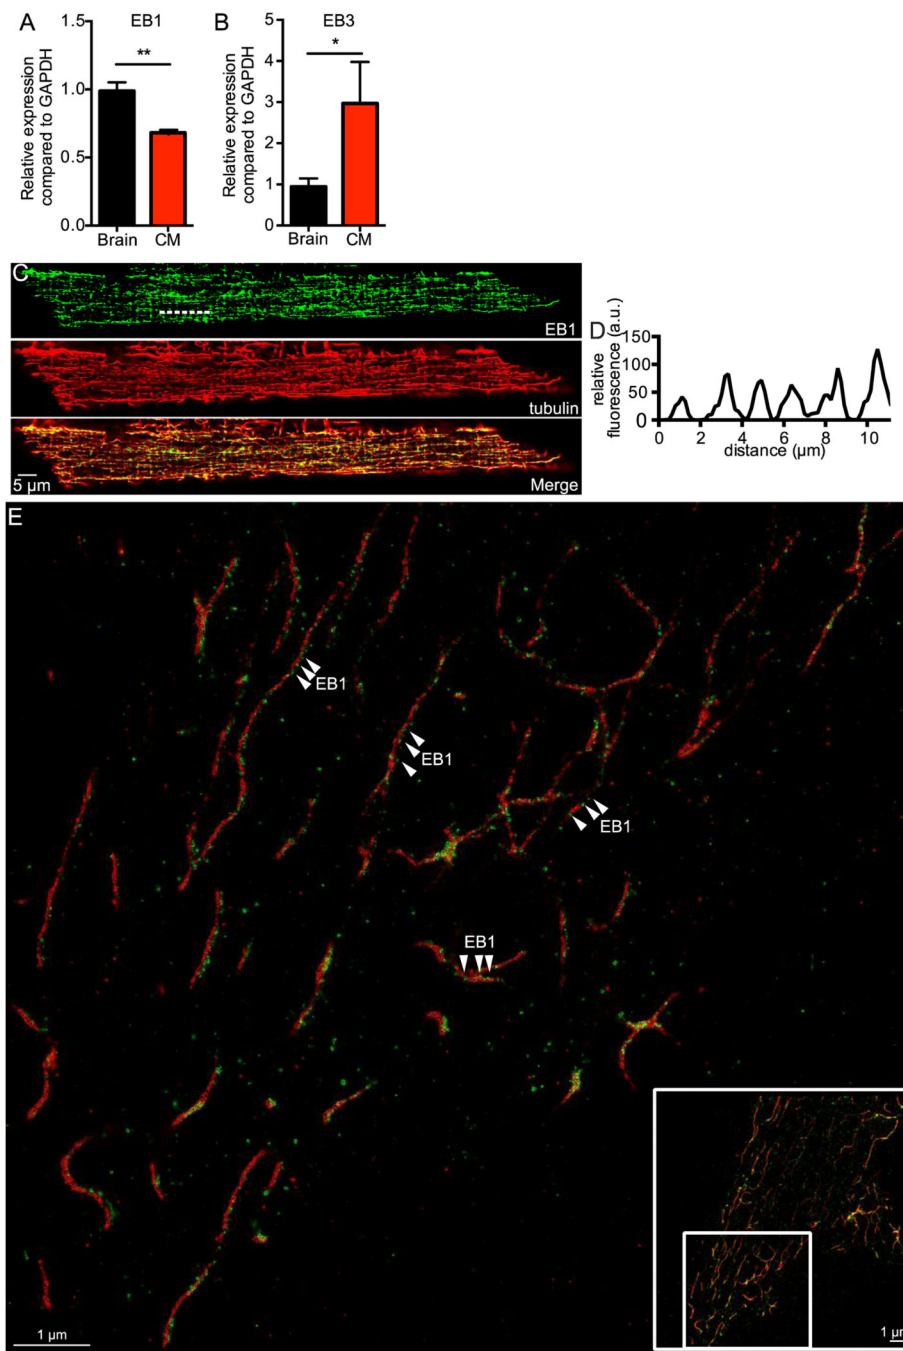 A
EB1
Relative expression
compared to GAPDH
1.5
1.0
0.5
0.0
**
Brain
CM
B
EB3
Relative expression
compared to GAPDH
5
4
3
2
1
0
*
Brain
CM
C
EB1
tubulin
5 µm
Merge
D
relative
fluorescence (a.u.)
150
100
50
0
0 2 4 6 8 10
distance (µm)
E
EB1
EB1
EB1
EB1
1 µm
1 µm